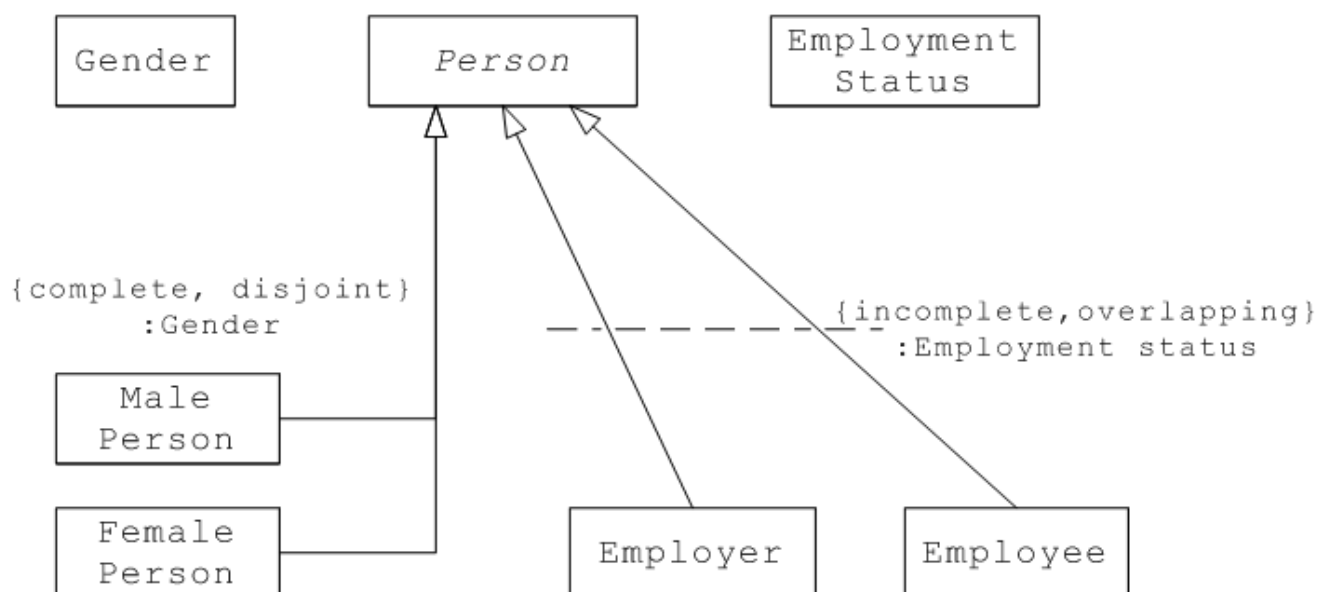 Gender
Person
Employment
Status
{complete, disjoint}
:Gender
{incomplete,overlapping}
:Employment status
Male
Person
Female
Person
Employer
Employee